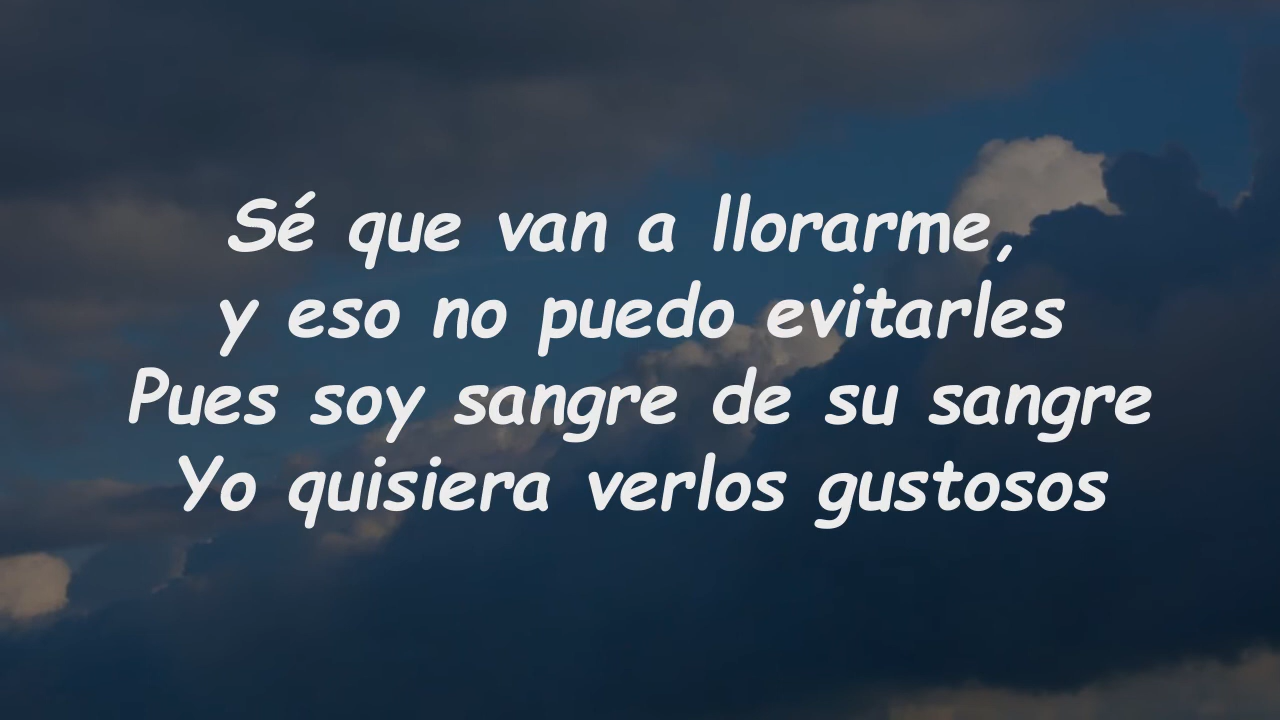 Sé que van a llorarme,
y eso no puedo evitarles
Pues soy sangre de su sangre
Yo quisiera verlos gustosos